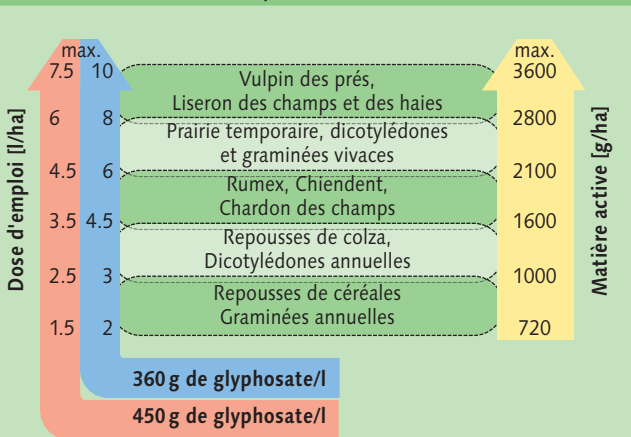 max.
max.
7.5 10
Vulpin des prés,
3600
Liseron des champs et des haies
6 8
2800
Prairie temporaire, dicotylédones
et graminées vivaces
4.5 6
2100
Rumex, Chiendent,
Chardon des champs
3.5 4.5
1600
Repousses de colza,
Dicotylédones annuelles
2.5 3
1000
Repousses de céréales
Graminées annuelles
1.5 2
720
Dose d'emploi [l/ha]
Matière active [g/ha]
360 g de glyphosate/l
450 g de glyphosate/l